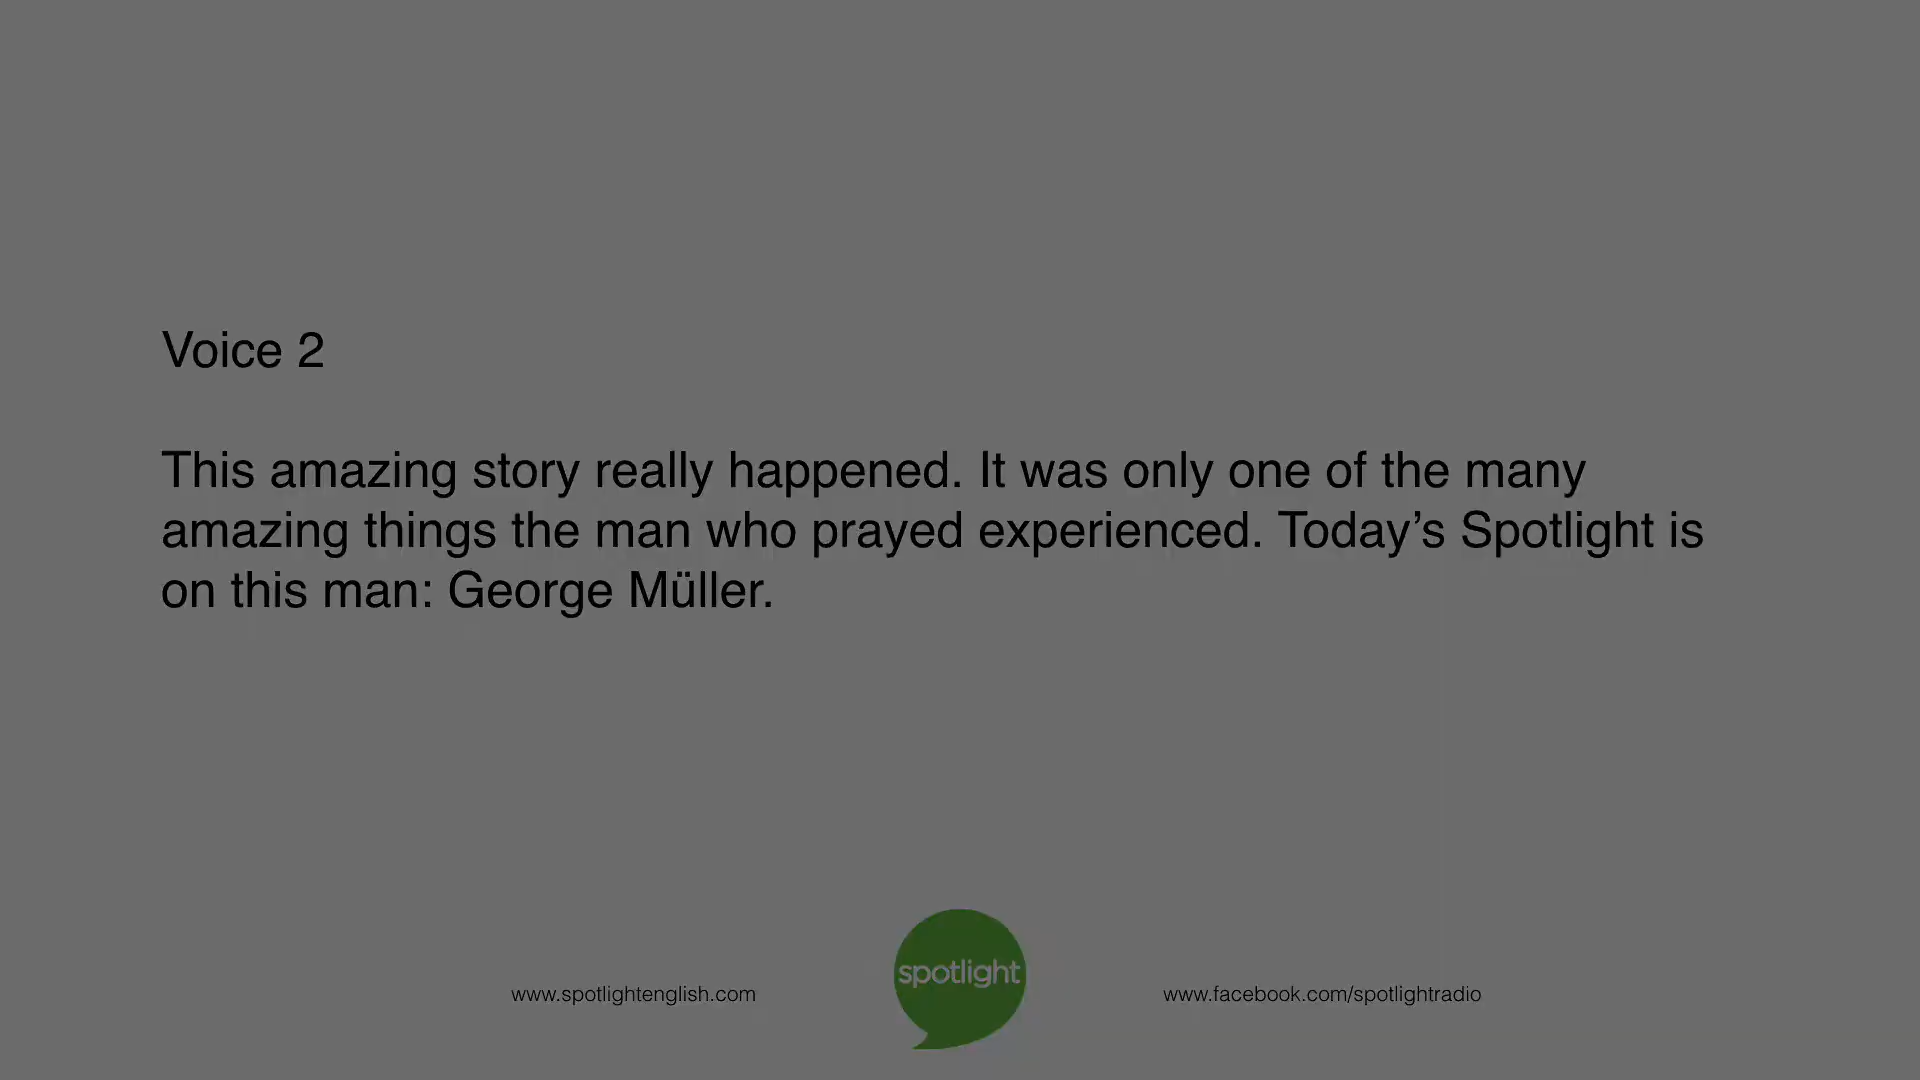 Voice 2
This amazing story really happened. It was only one of the many
amazing things the man who prayed experienced. Today’s Spotlight is
on this man: George Müller.
spotlight
www.spotlightenglish.com
www.facebook.com/spotlightradio